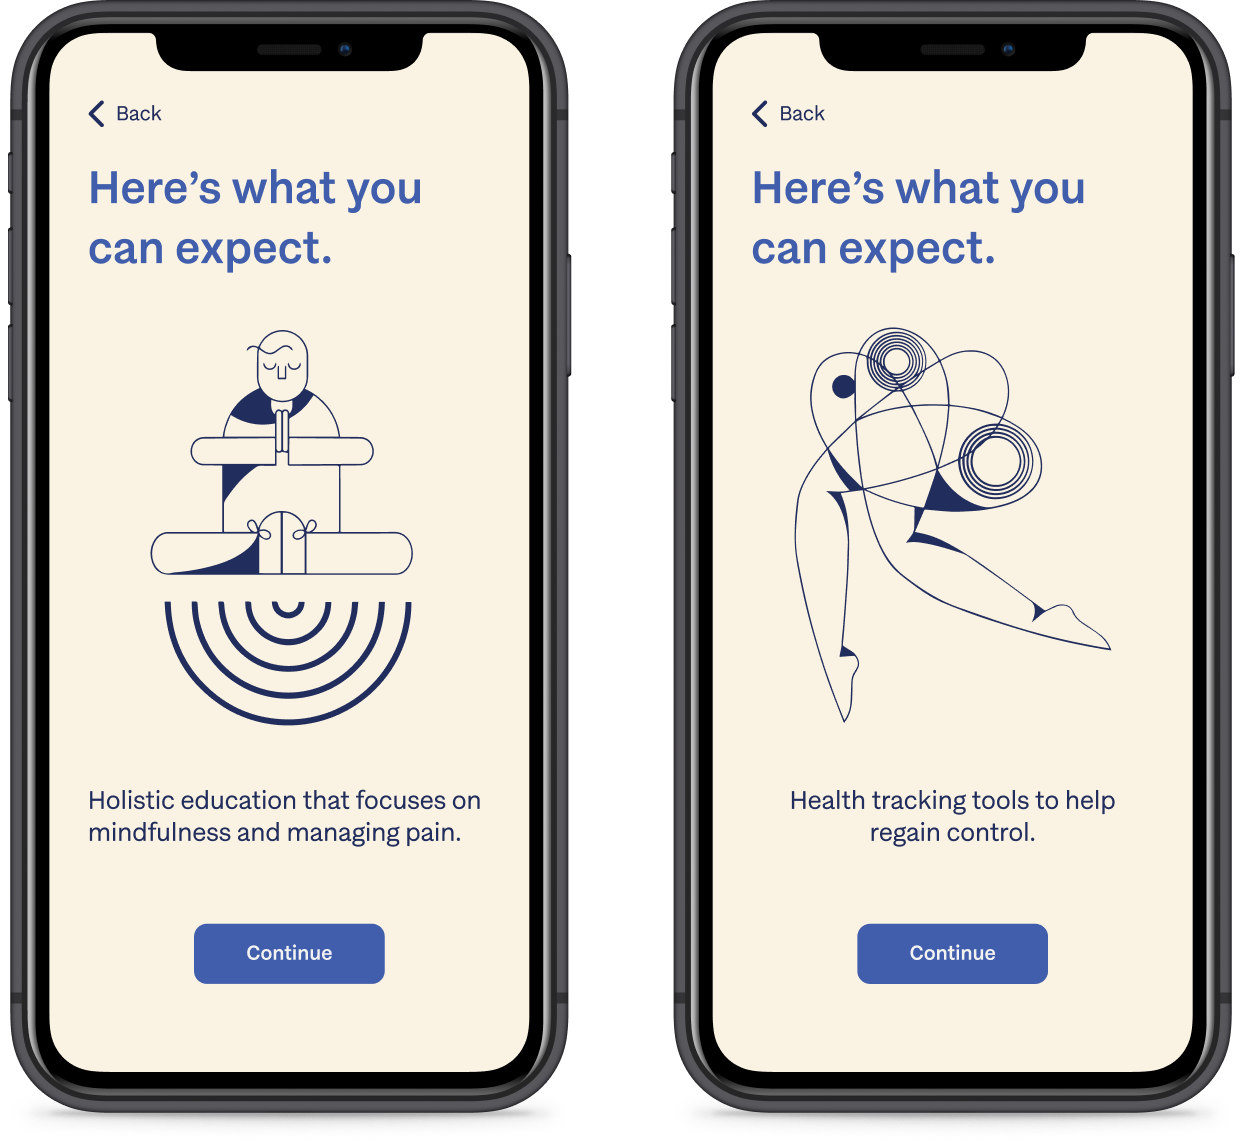 Back
Here’s what you
can expect.
Holistic education that focuses on
mindfulness and managing pain.
Continue
Back
Here’s what you
can expect.
Health tracking tools to help
regain control.
Continue